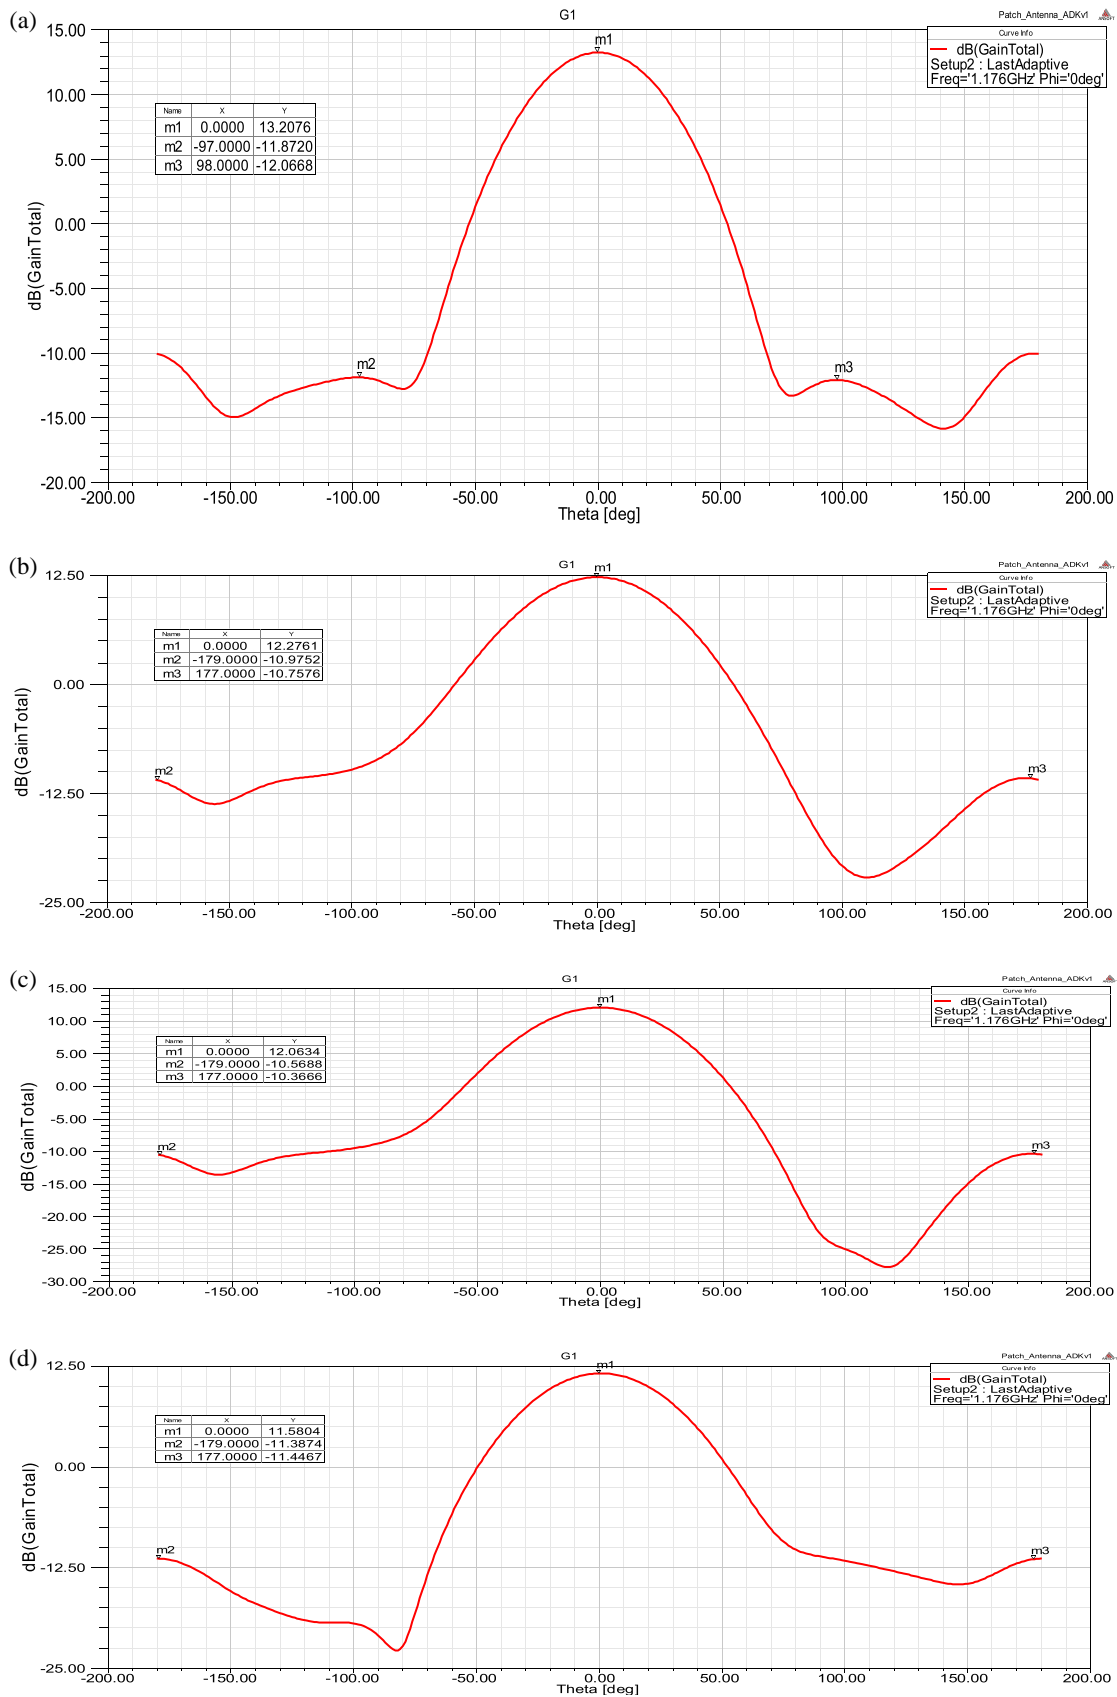 (a)
G1
Patch_Antenna_ADKv1
ANSOFT
Curve Info
dB(GainTotal)
Setup2 : LastAdaptive
Freq='1.176GHz' Phi='0deg'
Name X Y
m1 0.0000 13.2076
m2 -97.0000 -11.8720
m3 98.0000 -12.0668
m1
m2
m3
dB(GainTotal)
15.00
10.00
5.00
0.00
-5.00
-10.00
-15.00
-20.00
-200.00 -150.00 -100.00 -50.00 0.00 50.00 100.00 150.00 200.00
Theta [deg]
(b)
G1
Patch_Antenna_ADKv1
ANSOFT
Curve Info
dB(GainTotal)
Setup2 : LastAdaptive
Freq='1.176GHz' Phi='0deg'
Name X Y
m1 0.0000 12.2761
m2 -179.0000 -10.9752
m3 177.0000 -10.7576
m1
m2
m3
dB(GainTotal)
12.50
0.00
-12.50
-25.00
-200.00 -150.00 -100.00 -50.00 0.00 50.00 100.00 150.00 200.00
Theta [deg]
(c)
G1
Patch_Antenna_ADKv1
ANSOFT
Curve Info
dB(GainTotal)
Setup2 : LastAdaptive
Freq='1.176GHz' Phi='0deg'
Name X Y
m1 0.0000 12.0634
m2 -179.0000 -10.5688
m3 177.0000 -10.3666
m1
m2
m3
dB(GainTotal)
15.00
10.00
5.00
0.00
-5.00
-10.00
-15.00
-20.00
-25.00
-30.00
-200.00 -150.00 -100.00 -50.00 0.00 50.00 100.00 150.00 200.00
Theta [deg]
(d)
G1
Patch_Antenna_ADKv1
ANSOFT
Curve Info
dB(GainTotal)
Setup2 : LastAdaptive
Freq='1.176GHz' Phi='0deg'
Name X Y
m1 0.0000 11.5804
m2 -179.0000 -11.3874
m3 177.0000 -11.4467
m1
m2
m3
dB(GainTotal)
12.50
0.00
-12.50
-25.00
-200.00 -150.00 -100.00 -50.00 0.00 50.00 100.00 150.00 200.00
Theta [deg]